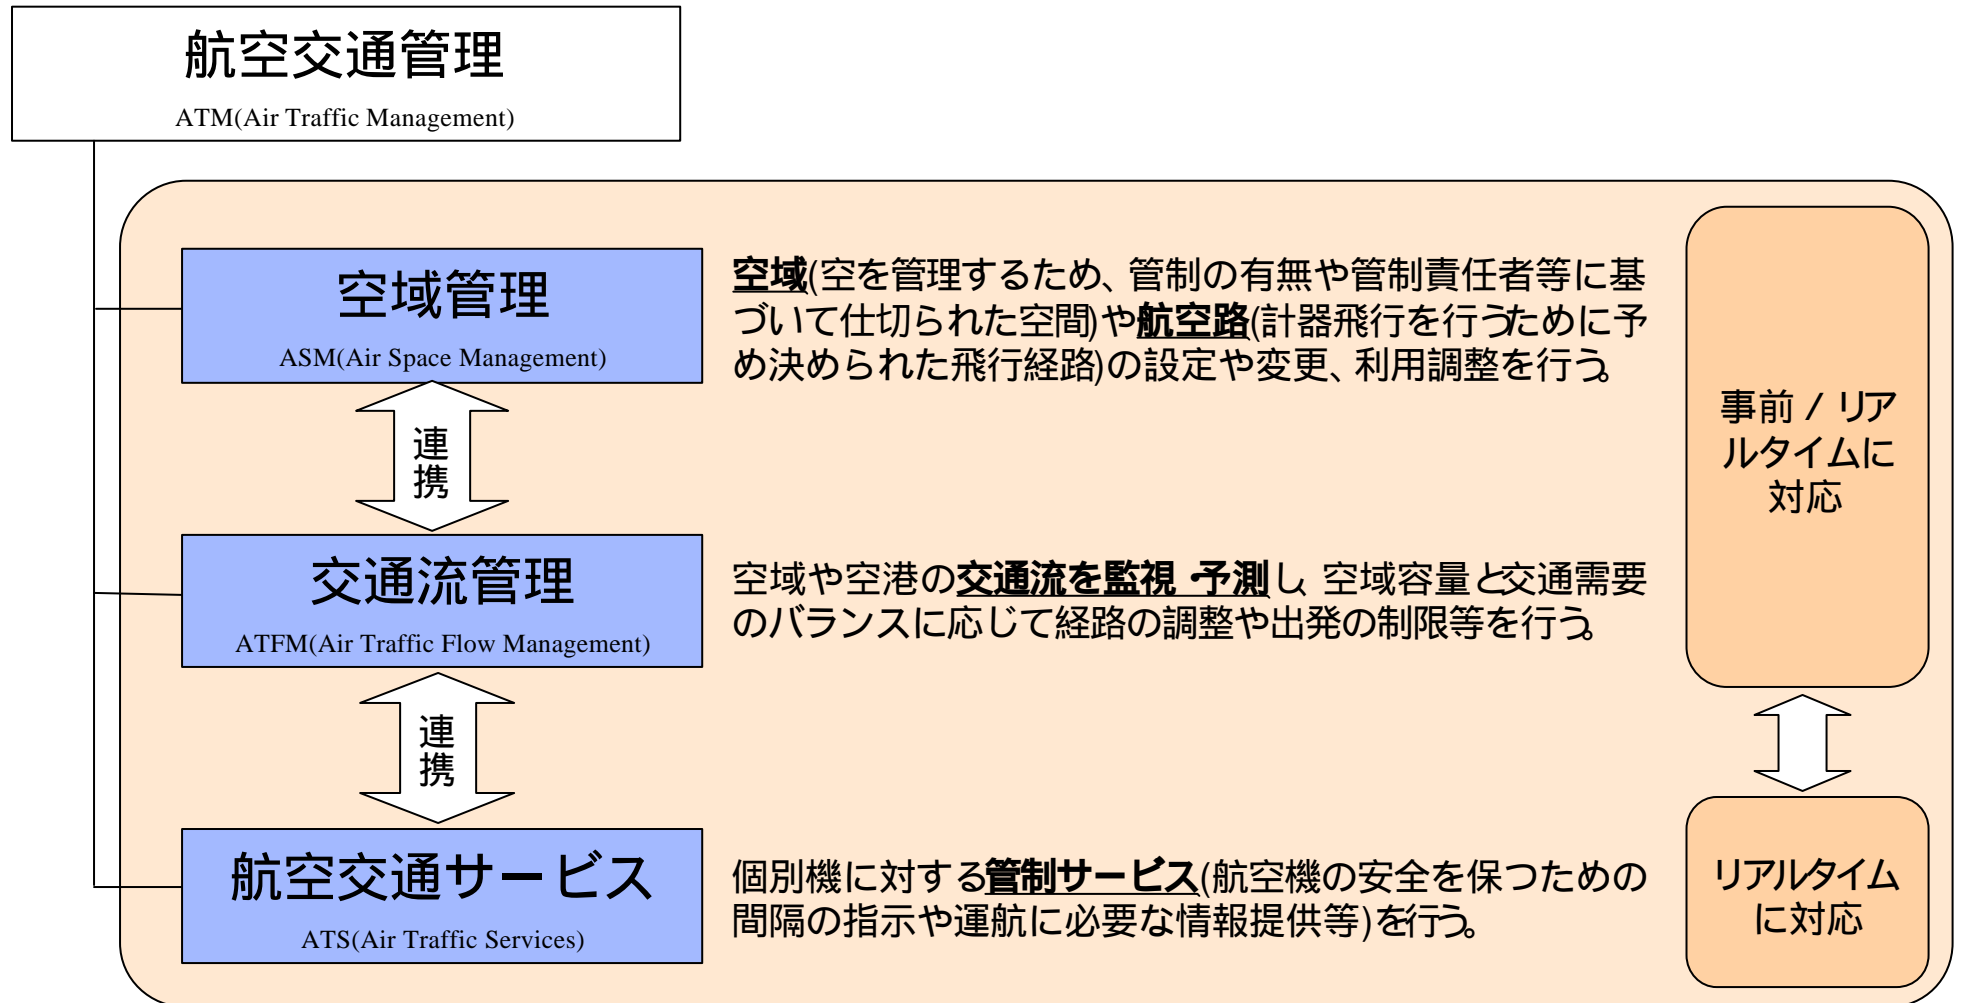 航空交通管理
ATM(Air Traffic Management)
空域管理
ASM(Air Space Management)
空域(空を管理するため、管制の有無や管制責任者等に基
づいて仕切られた空間)や航空路(計器飛行を行うために予
め決められた飛行経路)の設定や変更、利用調整を行う。
連
携
事前 / リア
ルタイムに
対応
交通流管理
ATFM(Air Traffic Flow Management)
空域や空港の交通流を監視・予測し、空域容量と交通需要
のバランスに応じて経路の調整や出発の制限等を行う。
連
携
航空交通サービス
ATS(Air Traffic Services)
個別機に対する管制サービス(航空機の安全を保つための
間隔の指示や運航に必要な情報提供等)を行う。
リアルタイム
に対応